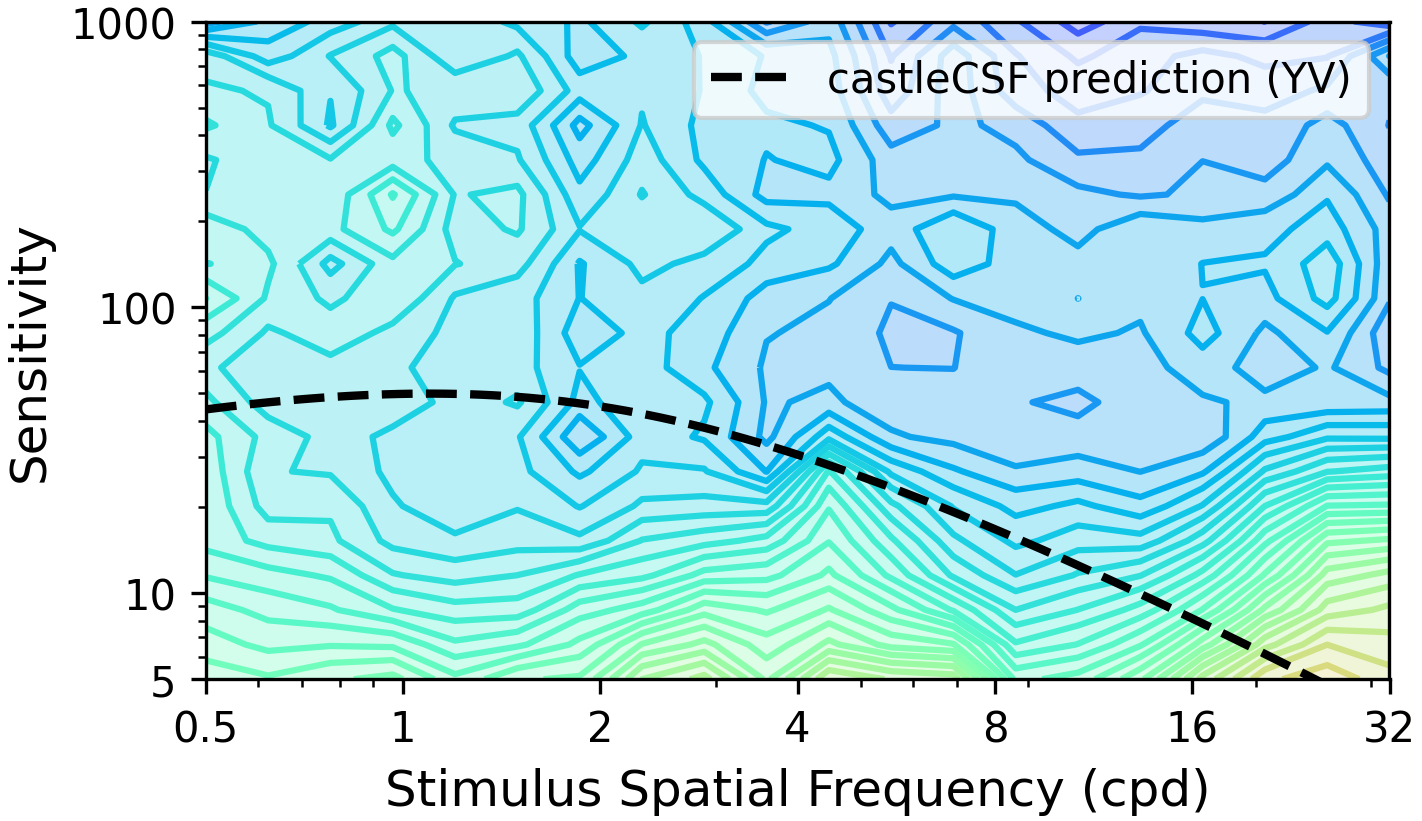 1000
castleCSF prediction (YV)
Sensitivity
100
10
5
0.5 1 2 4 8 16 32
Stimulus Spatial Frequency (cpd)